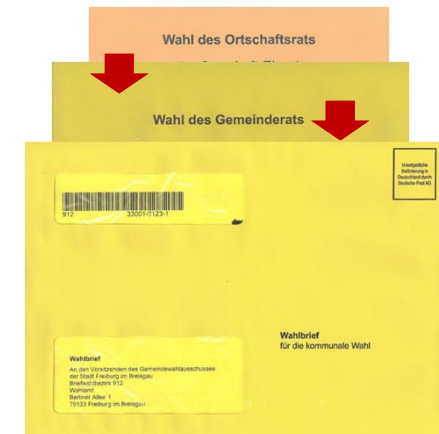 Wahl des Ortschaftsrats
Wahl des Gemeinderats
Unentgeltliche
Beförderung in
Deutschland durch
Deutsche Post AG
912 33001-0123-1
Wahlbrief
für die kommunale Wahl
Wahlbrief
An den Vorsitzenden des Gemeindewahlausschusses
der Stadt Freiburg im Breisgau
Briefwahlbezirk 912
Wahlamt
Berliner Allee 1
79133 Freiburg im Breisgau